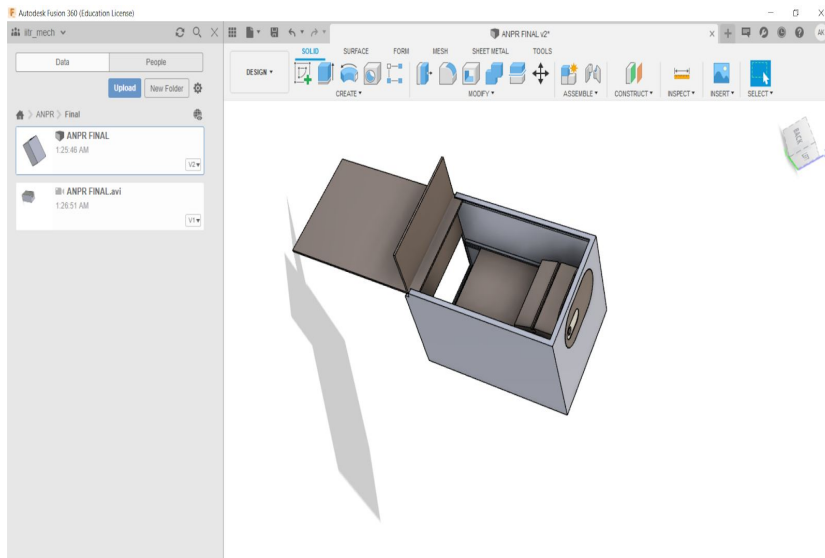 Autodesk Fusion 360 (Education License)
iitr_mech
ANPR FINAL v2*
Data People
SOLID SURFACE FORM MESH SHEET METAL TOOLS
DESIGN
Upload New Folder
CREATE MODIFY ASSEMBLE CONSTRUCT INSPECT INSERT SELECT
ANPR > Final
ANPR FINAL
1:25:46 AM
V2
ANPR FINAL.avi
1:26:51 AM
V1
BACK